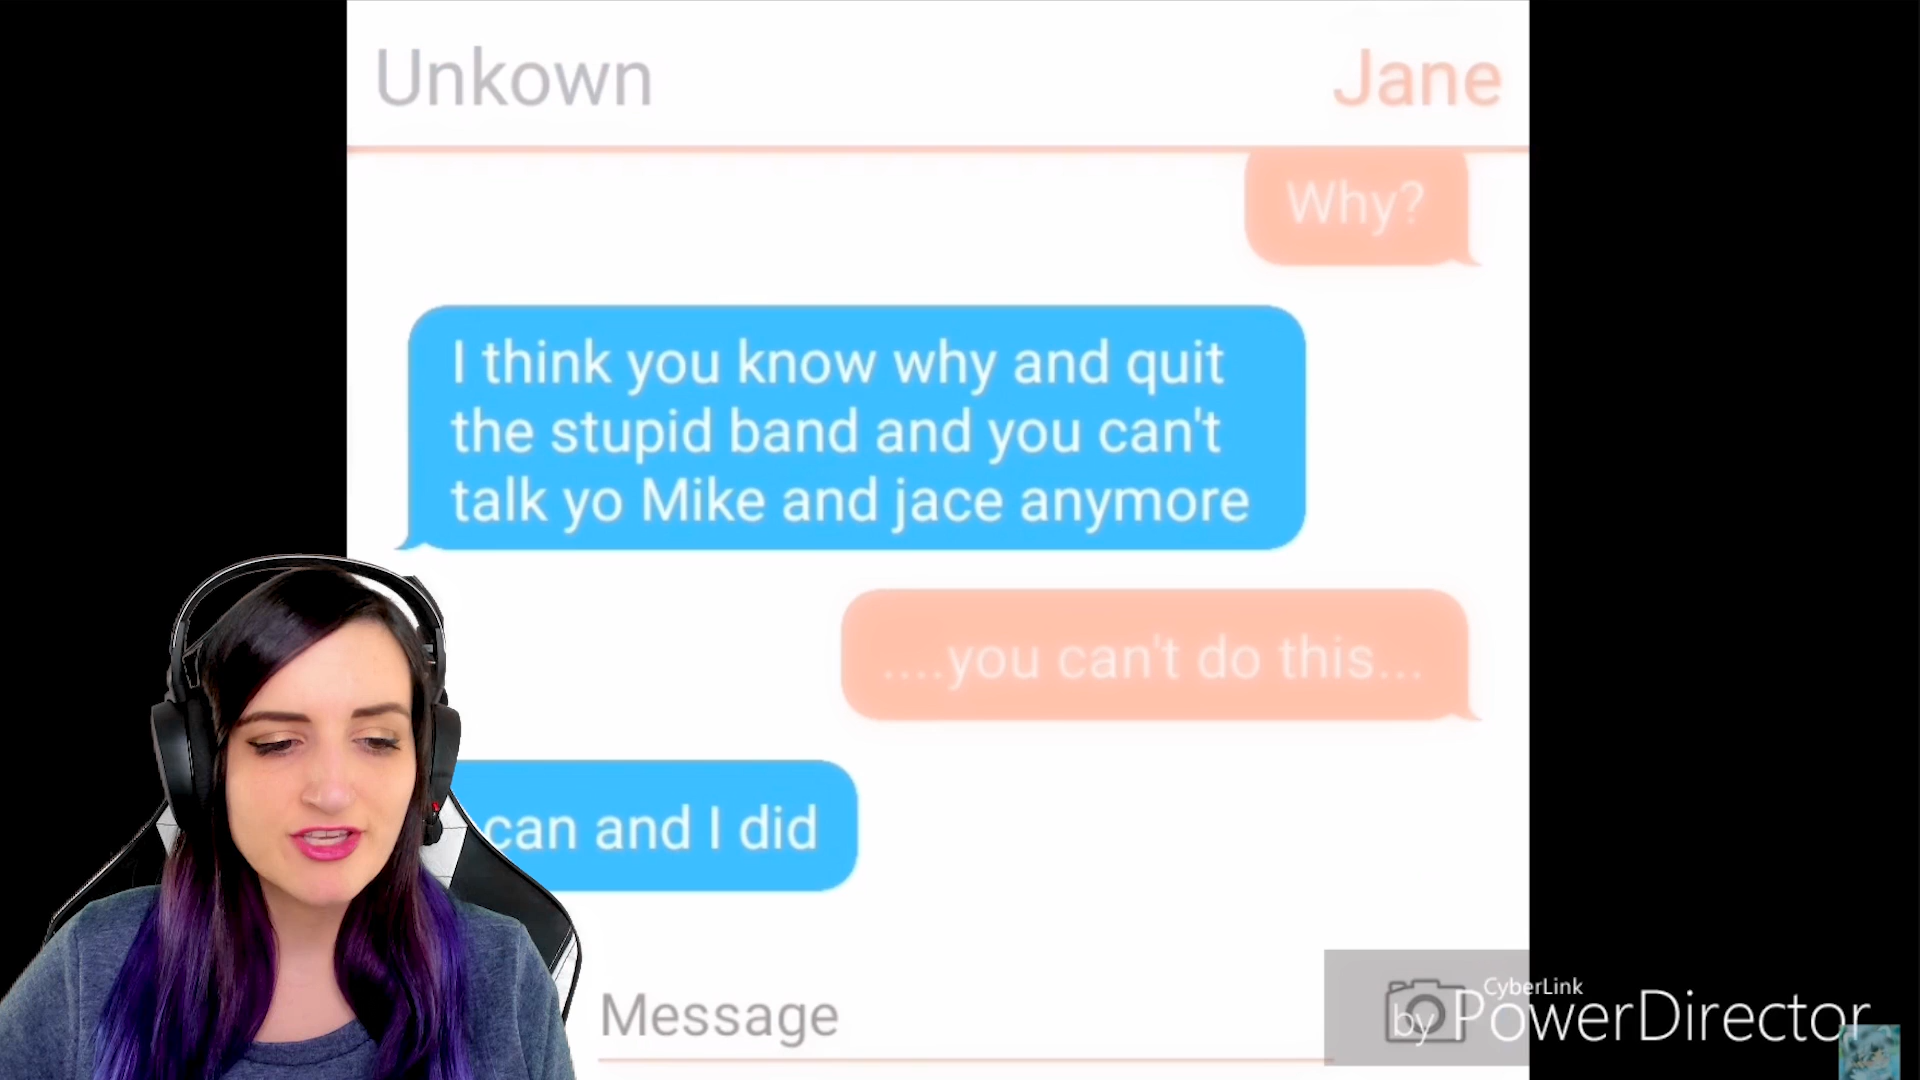 Unkown
Jane
Why?
I think you know why and quit
the stupid band and you can't
talk yo Mike and jace anymore
....you can't do this...
can and I did
Message
CyberLink
by PowerDirector